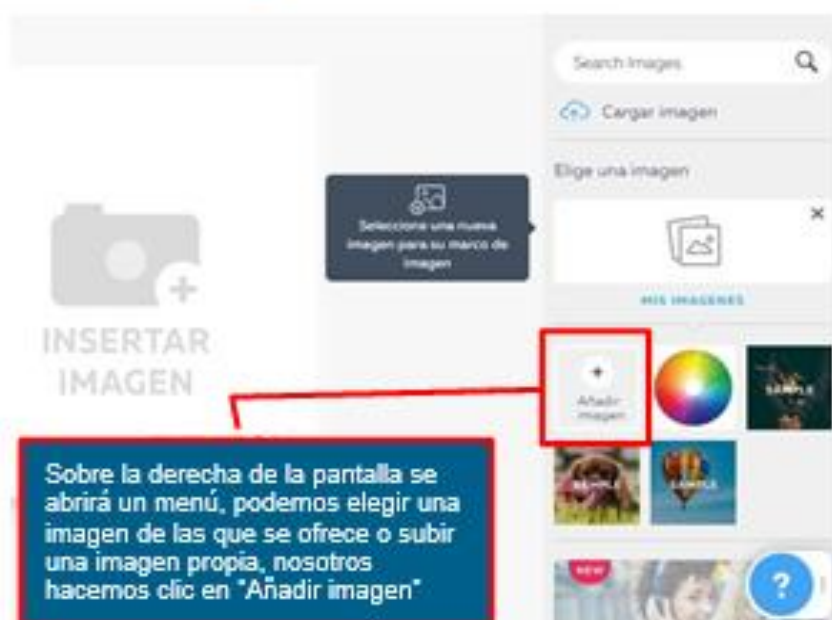 Search Images
Cargar imagen
Elige una imagen
Seleccione una nueva
imagen para su marco de
imagen
MIS IMAGENES
INSERTAR
IMAGEN
+
Añadir
imagen
SAMPLE
SAMPLE
SAMPLE
Sobre la derecha de la pantalla se
abrirá un menú, podemos elegir una
imagen de las que se ofrece o subir
una imagen propia, nosotros
hacemos clic en "Añadir imagen"
NEW
?